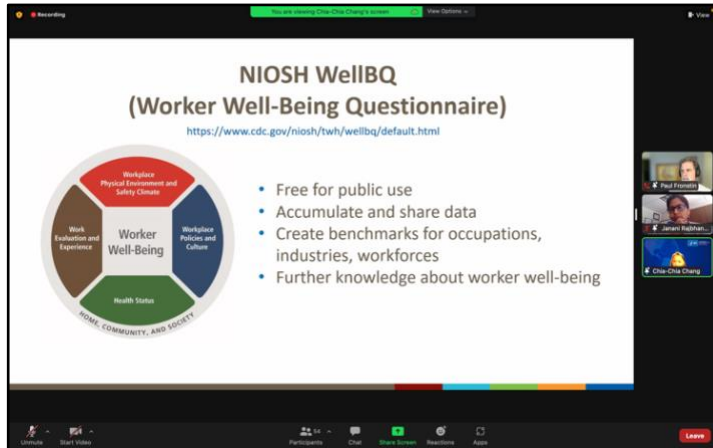 Recording
You are viewing Chia-Chia Chang's screen
View Options
View
NIOSH WellBQ
(Worker Well-Being Questionnaire)
https://www.cdc.gov/niosh/twh/wellbq/default.html
Workplace
Physical Environment and
Safety Climate
Work
Evaluation and
Experience
Worker
Well-Being
Workplace
Policies and
Culture
Health Status
HOME, COMMUNITY, AND SOCIETY
• Free for public use
• Accumulate and share data
• Create benchmarks for occupations,
industries, workforces
• Further knowledge about worker well-being
Paul Fronstin
Janani Rajbhan...
Chia-Chia Chang
Unmute
Start Video
54
Participants
Chat
Share Screen
Reactions
Apps
Leave